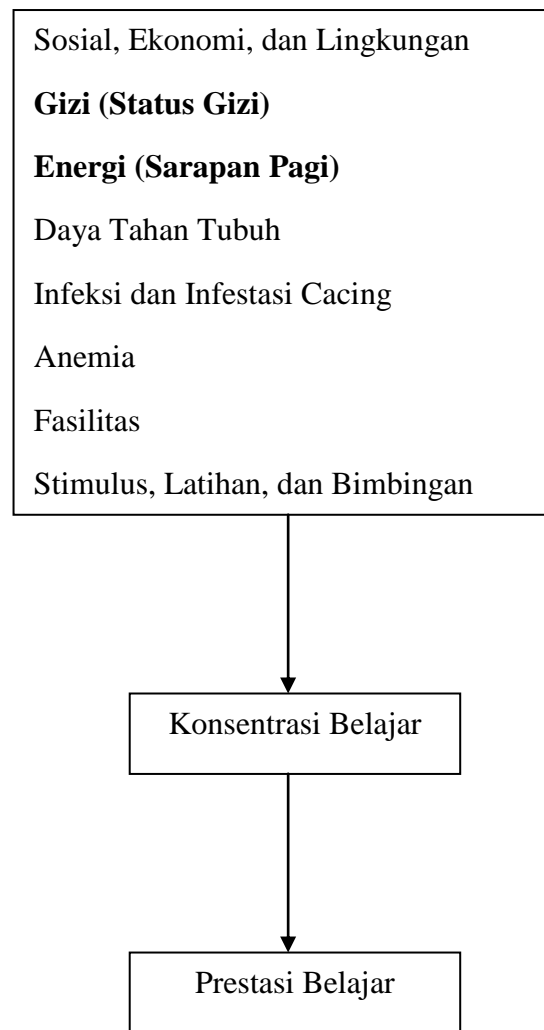 Sosial, Ekonomi, dan Lingkungan
Gizi (Status Gizi)
Energi (Sarapan Pagi)
Daya Tahan Tubuh
Infeksi dan Infestasi Cacing
Anemia
Fasilitas
Stimulus, Latihan, dan Bimbingan
Konsentrasi Belajar
Prestasi Belajar